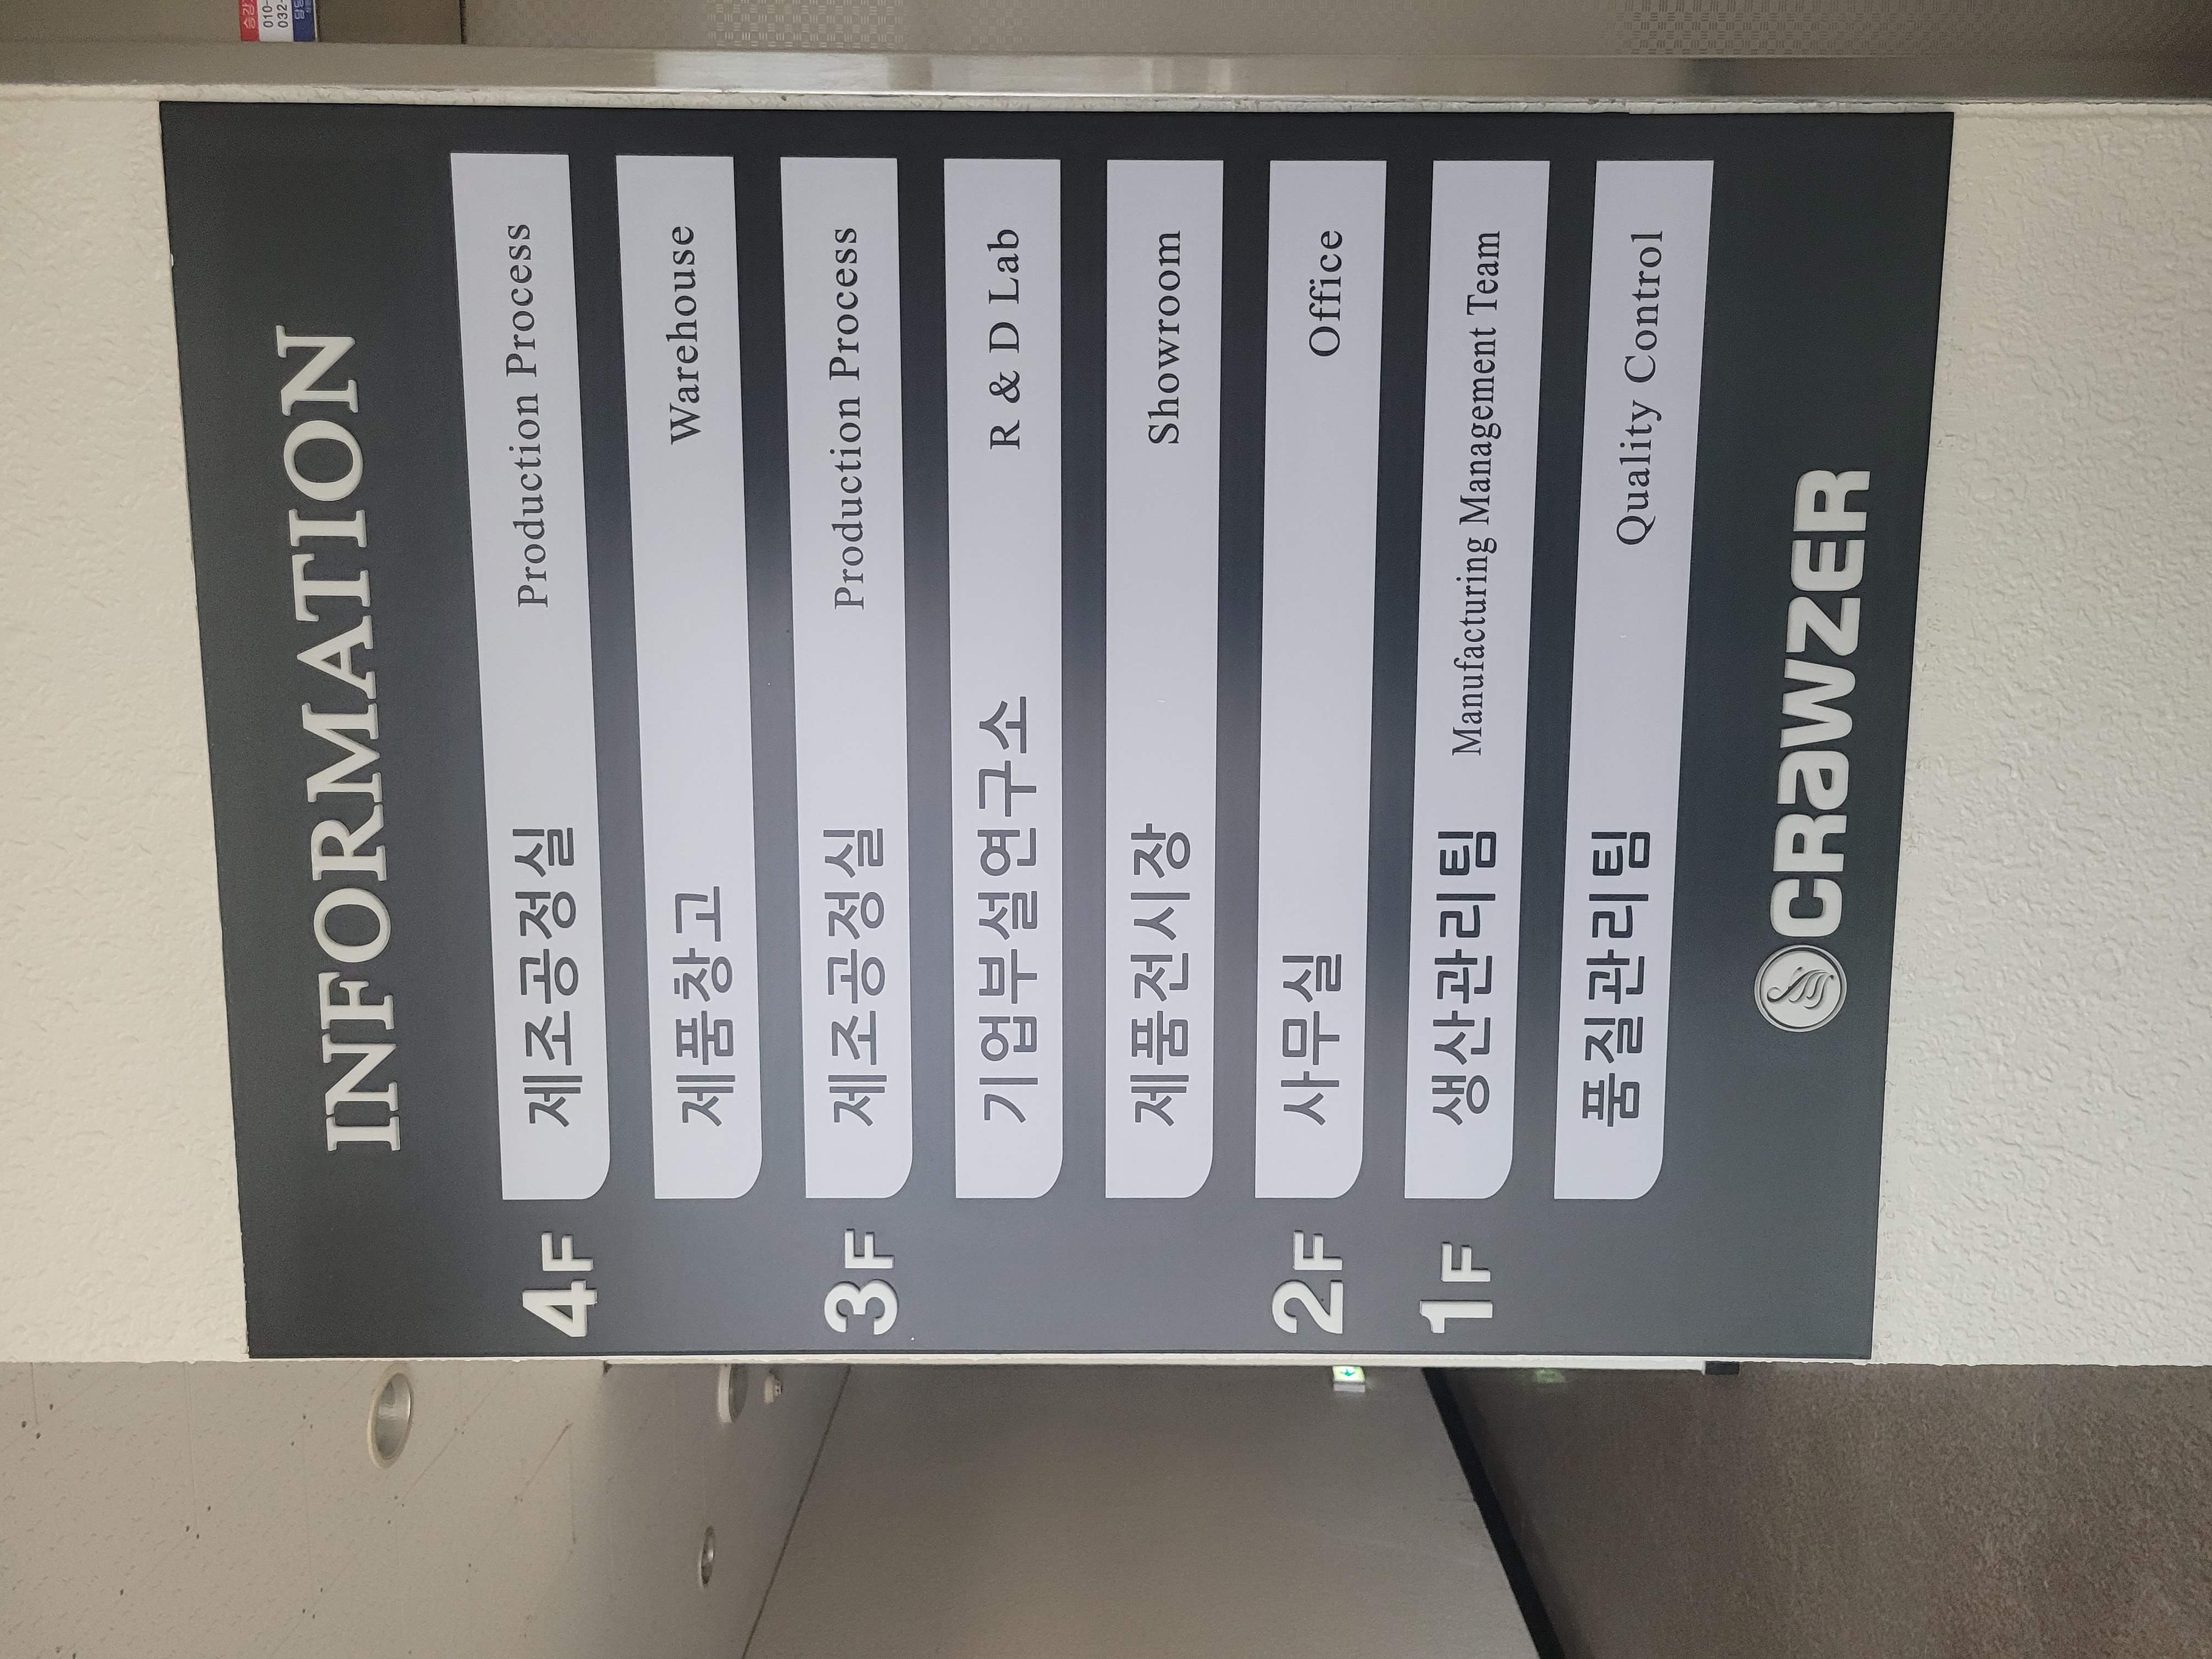 INFORMATION
4F 제조공정실 Production Process
제품창고 Warehouse
3F 제조공정실 Production Process
기업부설연구소 R & D Lab
제품전시장 Showroom
2F 사무실 Office
1F 생산관리팀 Manufacturing Management Team
품질관리팀 Quality Control
CRaWZER
010-
032-